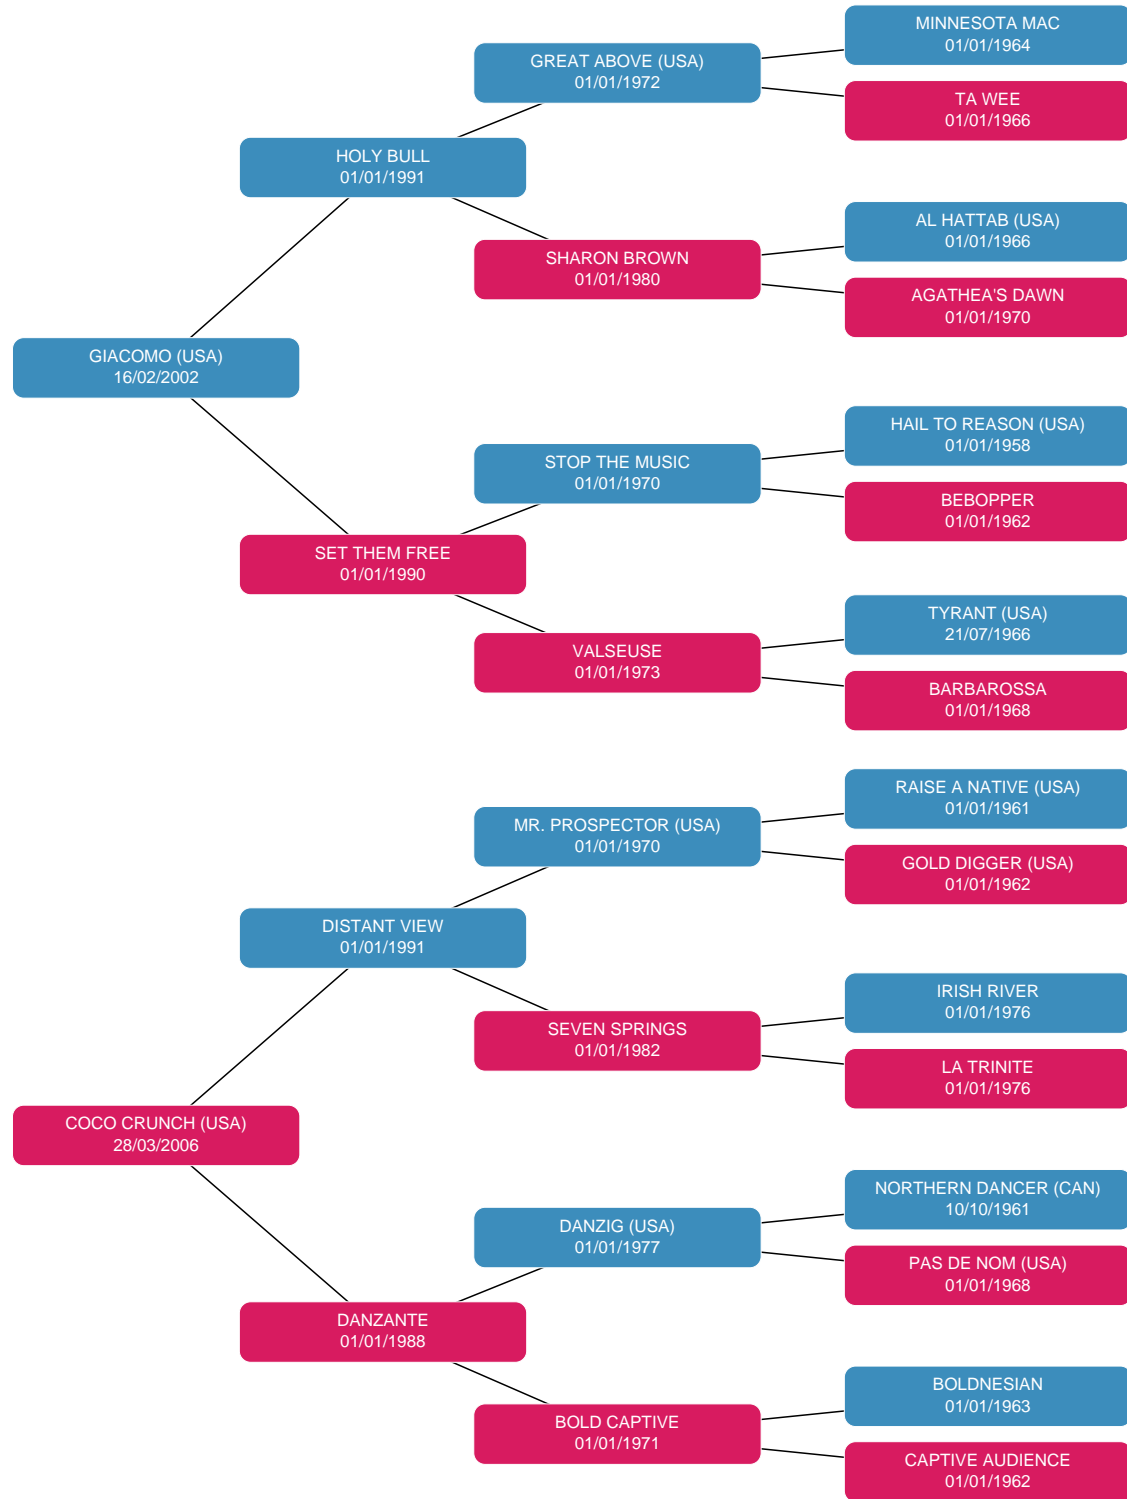 MINNESOTA MAC
01/01/1964
GREAT ABOVE (USA)
01/01/1972
TA WEE
01/01/1966
HOLY BULL
01/01/1991
AL HATTAB (USA)
01/01/1966
SHARON BROWN
01/01/1980
AGATHEA'S DAWN
01/01/1970
GIACOMO (USA)
16/02/2002
HAIL TO REASON (USA)
01/01/1958
STOP THE MUSIC
01/01/1970
BEBOPPER
01/01/1962
SET THEM FREE
01/01/1990
TYRANT (USA)
21/07/1966
VALSEUSE
01/01/1973
BARBAROSSA
01/01/1968
RAISE A NATIVE (USA)
01/01/1961
MR. PROSPECTOR (USA)
01/01/1970
GOLD DIGGER (USA)
01/01/1962
DISTANT VIEW
01/01/1991
IRISH RIVER
01/01/1976
SEVEN SPRINGS
01/01/1982
LA TRINITE
01/01/1976
COCO CRUNCH (USA)
28/03/2006
NORTHERN DANCER (CAN)
10/10/1961
DANZIG (USA)
01/01/1977
PAS DE NOM (USA)
01/01/1968
DANZANTE
01/01/1988
BOLDNESIAN
01/01/1963
BOLD CAPTIVE
01/01/1971
CAPTIVE AUDIENCE
01/01/1962